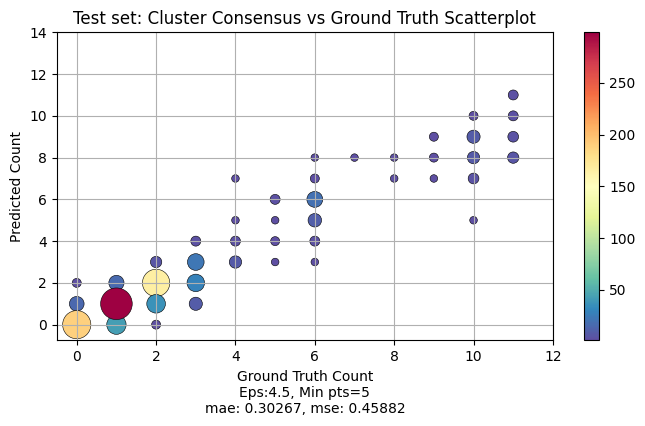 Test set: Cluster Consensus vs Ground Truth Scatterplot
14
12
10
8
6
4
2
0
Predicted Count
0 2 4 6 8 10 12
Ground Truth Count
Eps:4.5, Min pts=5
mae: 0.30267, mse: 0.45882
250
200
150
100
50